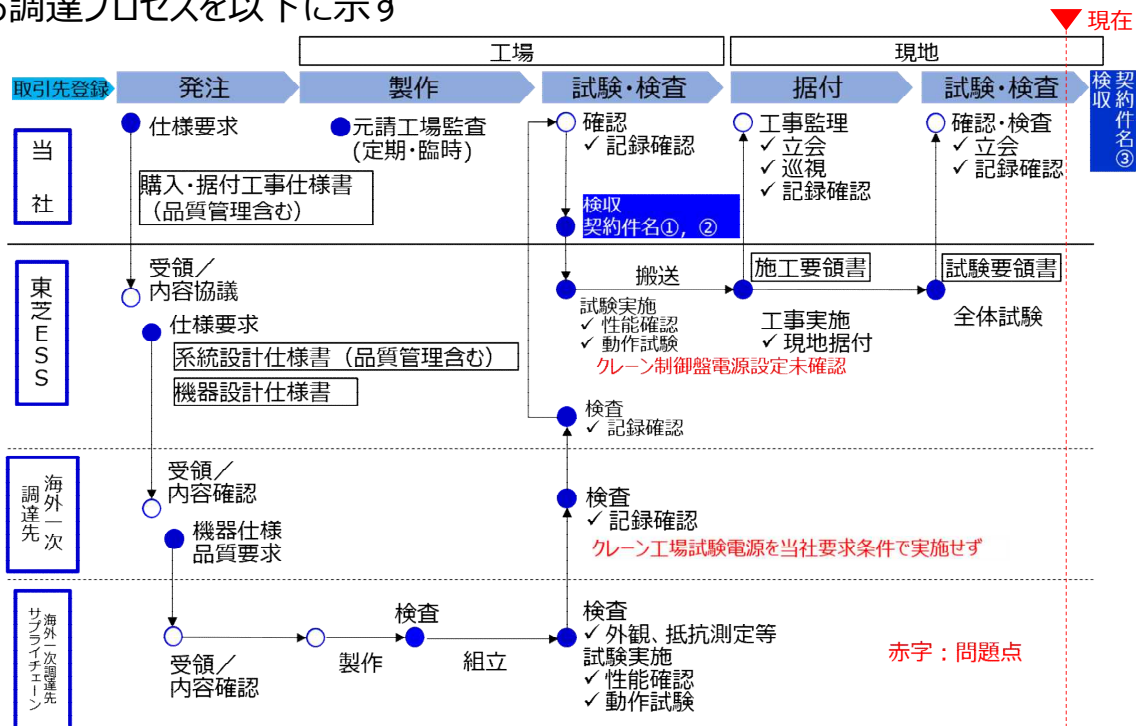 る調達プロセスを以下に示す
現在
工場
現地
取引先登録
発注
製作
試験・検査
据付
試験・検査
検収
契約件名③
当社
仕様要求
購入・据付工事仕様書
（品質管理含む）
元請工場監査
(定期・臨時)
確認
✓ 記録確認
検収
契約件名①，②
工事監理
✓ 立会
✓ 巡視
✓ 記録確認
確認・検査
✓ 立会
✓ 記録確認
東芝ESS
受領／
内容協議
仕様要求
系統設計仕様書（品質管理含む）
機器設計仕様書
搬送
試験実施
✓ 性能確認
✓ 動作試験
クレーン制御盤電源設定未確認
施工要領書
工事実施
✓ 現地据付
試験要領書
全体試験
検査
✓ 記録確認
海外一次
調達先
受領／
内容確認
機器仕様
品質要求
検査
✓ 記録確認
クレーン工場試験電源を当社要求条件で実施せず
海外一次調達先
サプライチェーン
受領／
内容確認
製作
検査
組立
検査
✓ 外観、抵抗測定等
試験実施
✓ 性能確認
✓ 動作試験
赤字：問題点